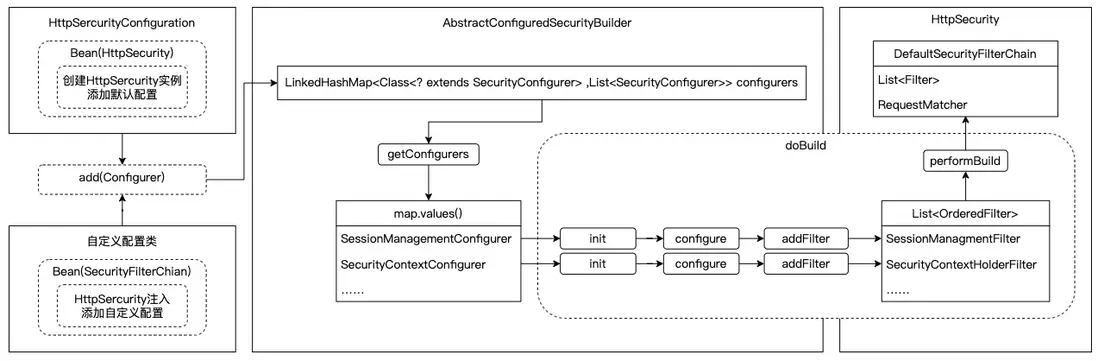 HttpSercurityConfiguration
Bean(HttpSecurity)
创建HttpSercurity实例
添加默认配置
add(Configurer)
自定义配置类
Bean(SecurityFilterChian)
HttpSercurity注入
添加自定义配置
AbstractConfiguredSecurityBuilder
LinkedHashMap<Class<? extends SecurityConfigurer> ,List<SecurityConfigurer>> configurers
getConfigurers
map.values()
SessionManagementConfigurer
SecurityContextConfigurer
......
doBuild
init
configure
addFilter
init
configure
addFilter
HttpSecurity
DefaultSecurityFilterChain
List<Filter>
RequestMatcher
performBuild
List<OrderedFilter>
SessionManagmentFilter
SecurityContextHolderFilter
......